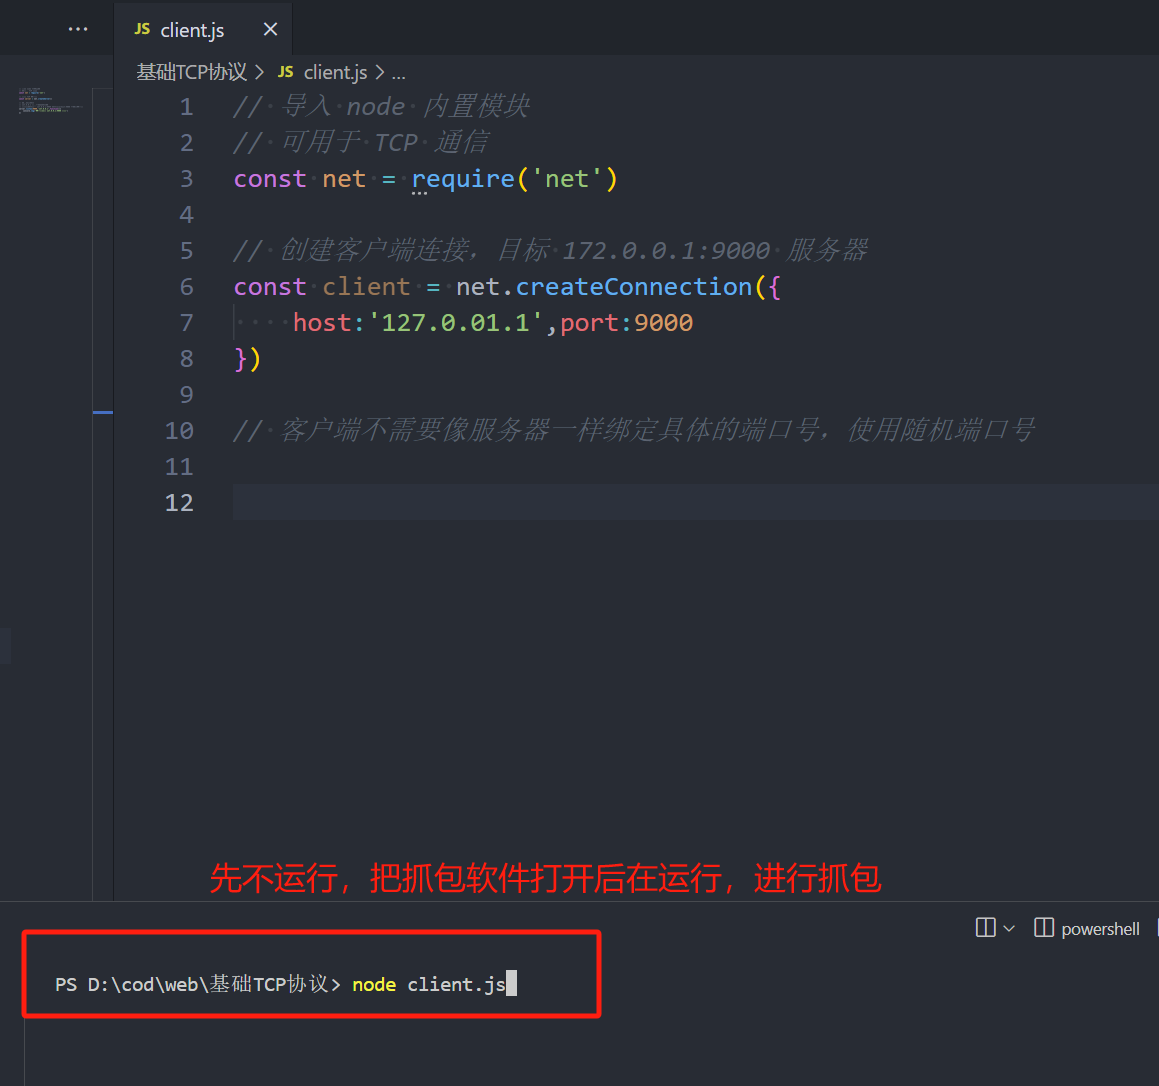 ··· JS client.js ×
基础TCP协议 > JS client.js > ...
1 // 导入 node 内置模块
2 // 可用于 TCP 通信
3 const net = require('net')
4
5 // 创建客户端连接，目标 172.0.0.1:9000 服务器
6 const client = net.createConnection({
7 host:'127.0.01.1',port:9000
8 })
9
10 // 客户端不需要像服务器一样绑定具体的端口号，使用随机端口号
11
12
先不运行，把抓包软件打开后在运行，进行抓包
powershell
PS D:\cod\web\基础TCP协议> node client.js